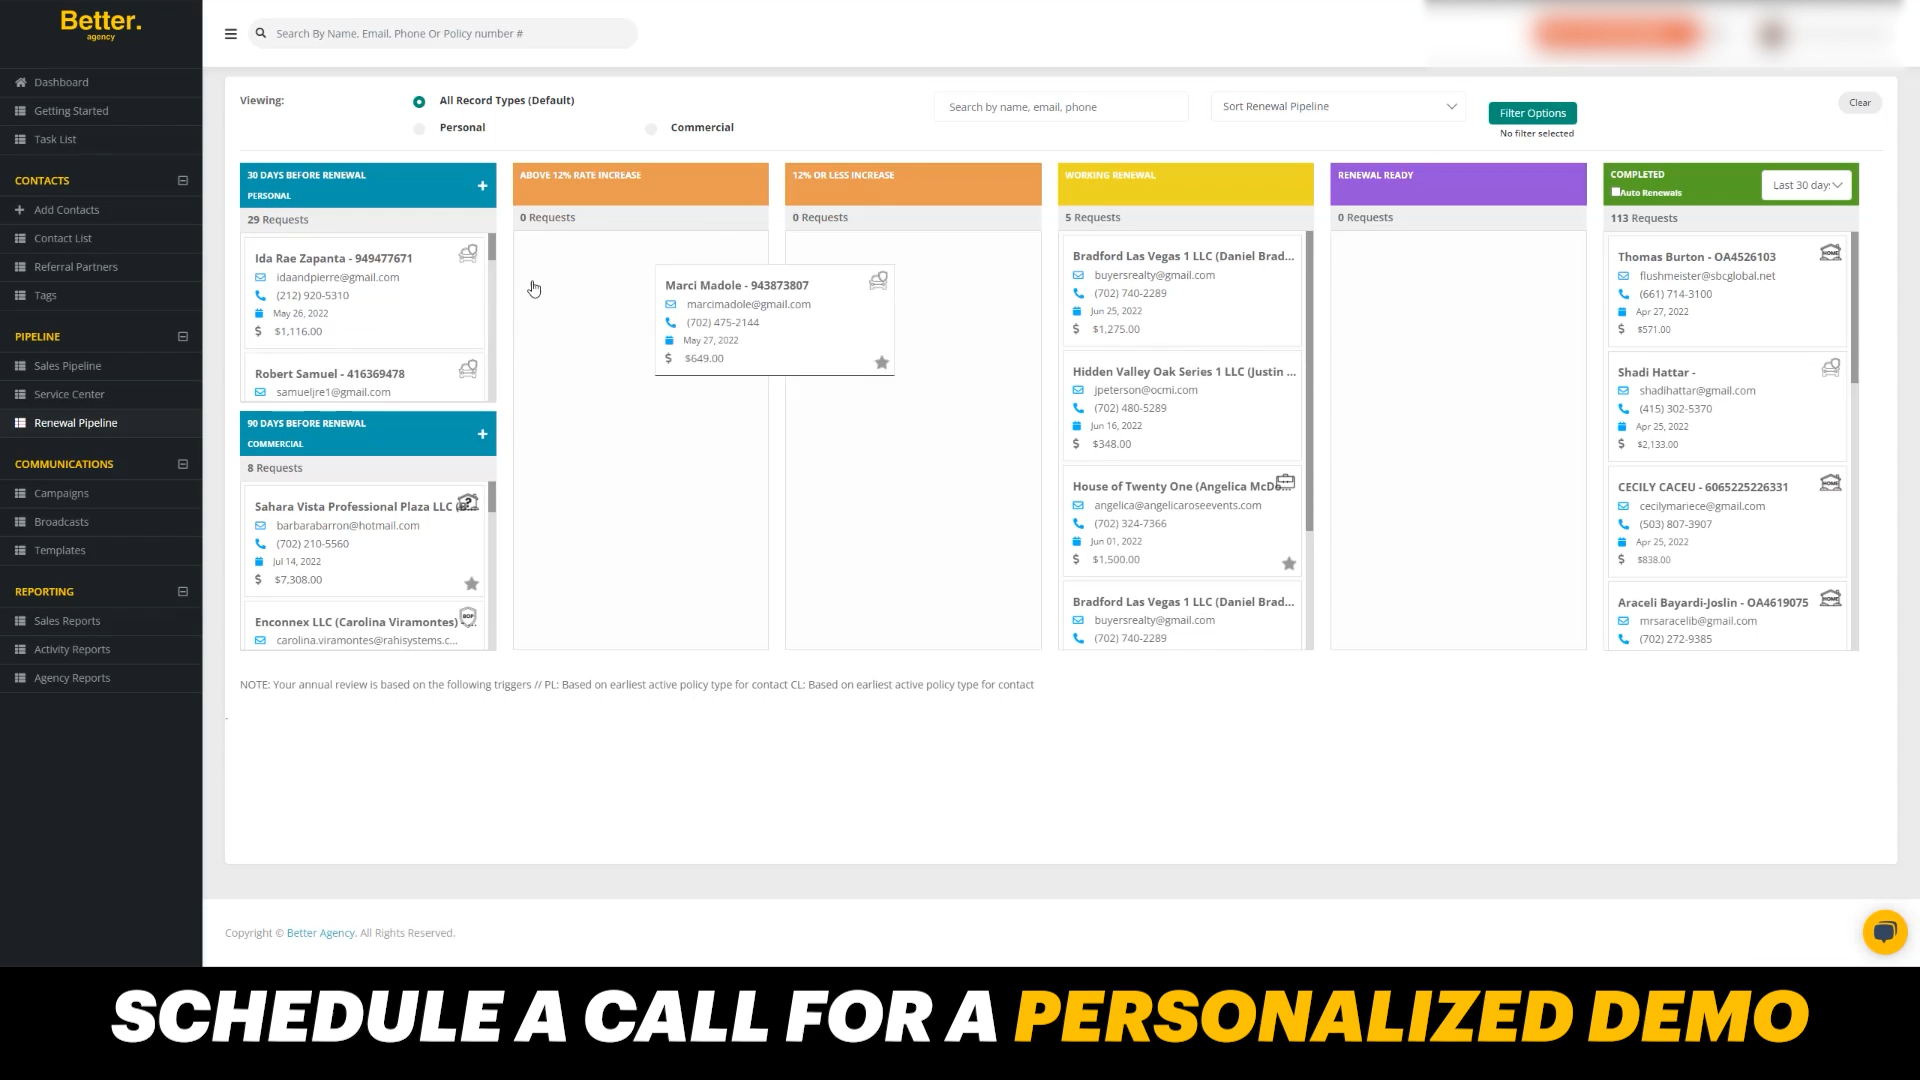 Better.
agency
Search By Name, Email, Phone Or Policy number #
Dashboard
Getting Started
Task List
CONTACTS
Add Contacts
Contact List
Referral Partners
Tags
PIPELINE
Sales Pipeline
Service Center
Renewal Pipeline
COMMUNICATIONS
Campaigns
Broadcasts
Templates
REPORTING
Sales Reports
Activity Reports
Agency Reports
Viewing:
All Record Types (Default)
Personal
Commercial
Search by name, email, phone
Sort Renewal Pipeline
Filter Options
No filter selected
Clear
30 DAYS BEFORE RENEWAL
PERSONAL
29 Requests
Ida Rae Zapanta - 949477671
idaandpierre@gmail.com
(212) 920-5310
May 26, 2022
$ $1,116.00
Robert Samuel - 416369478
samueljre1@gmail.com
90 DAYS BEFORE RENEWAL
COMMERCIAL
8 Requests
Sahara Vista Professional Plaza LLC
barbarabarron@hotmail.com
(702) 210-5560
Jul 14, 2022
$ $7,308.00
Enconnex LLC (Carolina Viramontes)
BOP
carolina.viramontes@rahisystems.c...
ABOVE 12% RATE INCREASE
0 Requests
Marci Madole - 943873807
marcimadole@gmail.com
(702) 475-2144
May 27, 2022
$ $649.00
12% OR LESS INCREASE
0 Requests
WORKING RENEWAL
5 Requests
Bradford Las Vegas 1 LLC (Daniel Brad...
buyersrealty@gmail.com
(702) 740-2289
Jun 25, 2022
$ $1,275.00
Hidden Valley Oak Series 1 LLC (Justin ...
jpeterson@ocmi.com
(702) 480-5289
Jun 16, 2022
$ $348.00
House of Twenty One (Angelica McDo...
angelica@angelicaroseevents.com
(702) 324-7366
Jun 01, 2022
$ $1,500.00
Bradford Las Vegas 1 LLC (Daniel Brad...
buyersrealty@gmail.com
(702) 740-2289
RENEWAL READY
0 Requests
COMPLETED
Auto Renewals
Last 30 day
113 Requests
Thomas Burton - OA4526103
HOME
flushmeister@sbcglobal.net
(661) 714-3100
Apr 27, 2022
$ $571.00
Shadi Hattar -
shadihattar@gmail.com
(415) 302-5370
Apr 25, 2022
$ $2,133.00
CECILY CACEU - 6065225226331
HOME
cecilymariece@gmail.com
(503) 807-3907
Apr 25, 2022
$ $838.00
Araceli Bayardi-Joslin - OA4619075
HOME
mrsaracelib@gmail.com
(702) 272-9385
NOTE: Your annual review is based on the following triggers // PL: Based on earliest active policy type for contact CL: Based on earliest active policy type for contact
Copyright © Better Agency. All Rights Reserved.
SCHEDULE A CALL FOR A PERSONALIZED DEMO